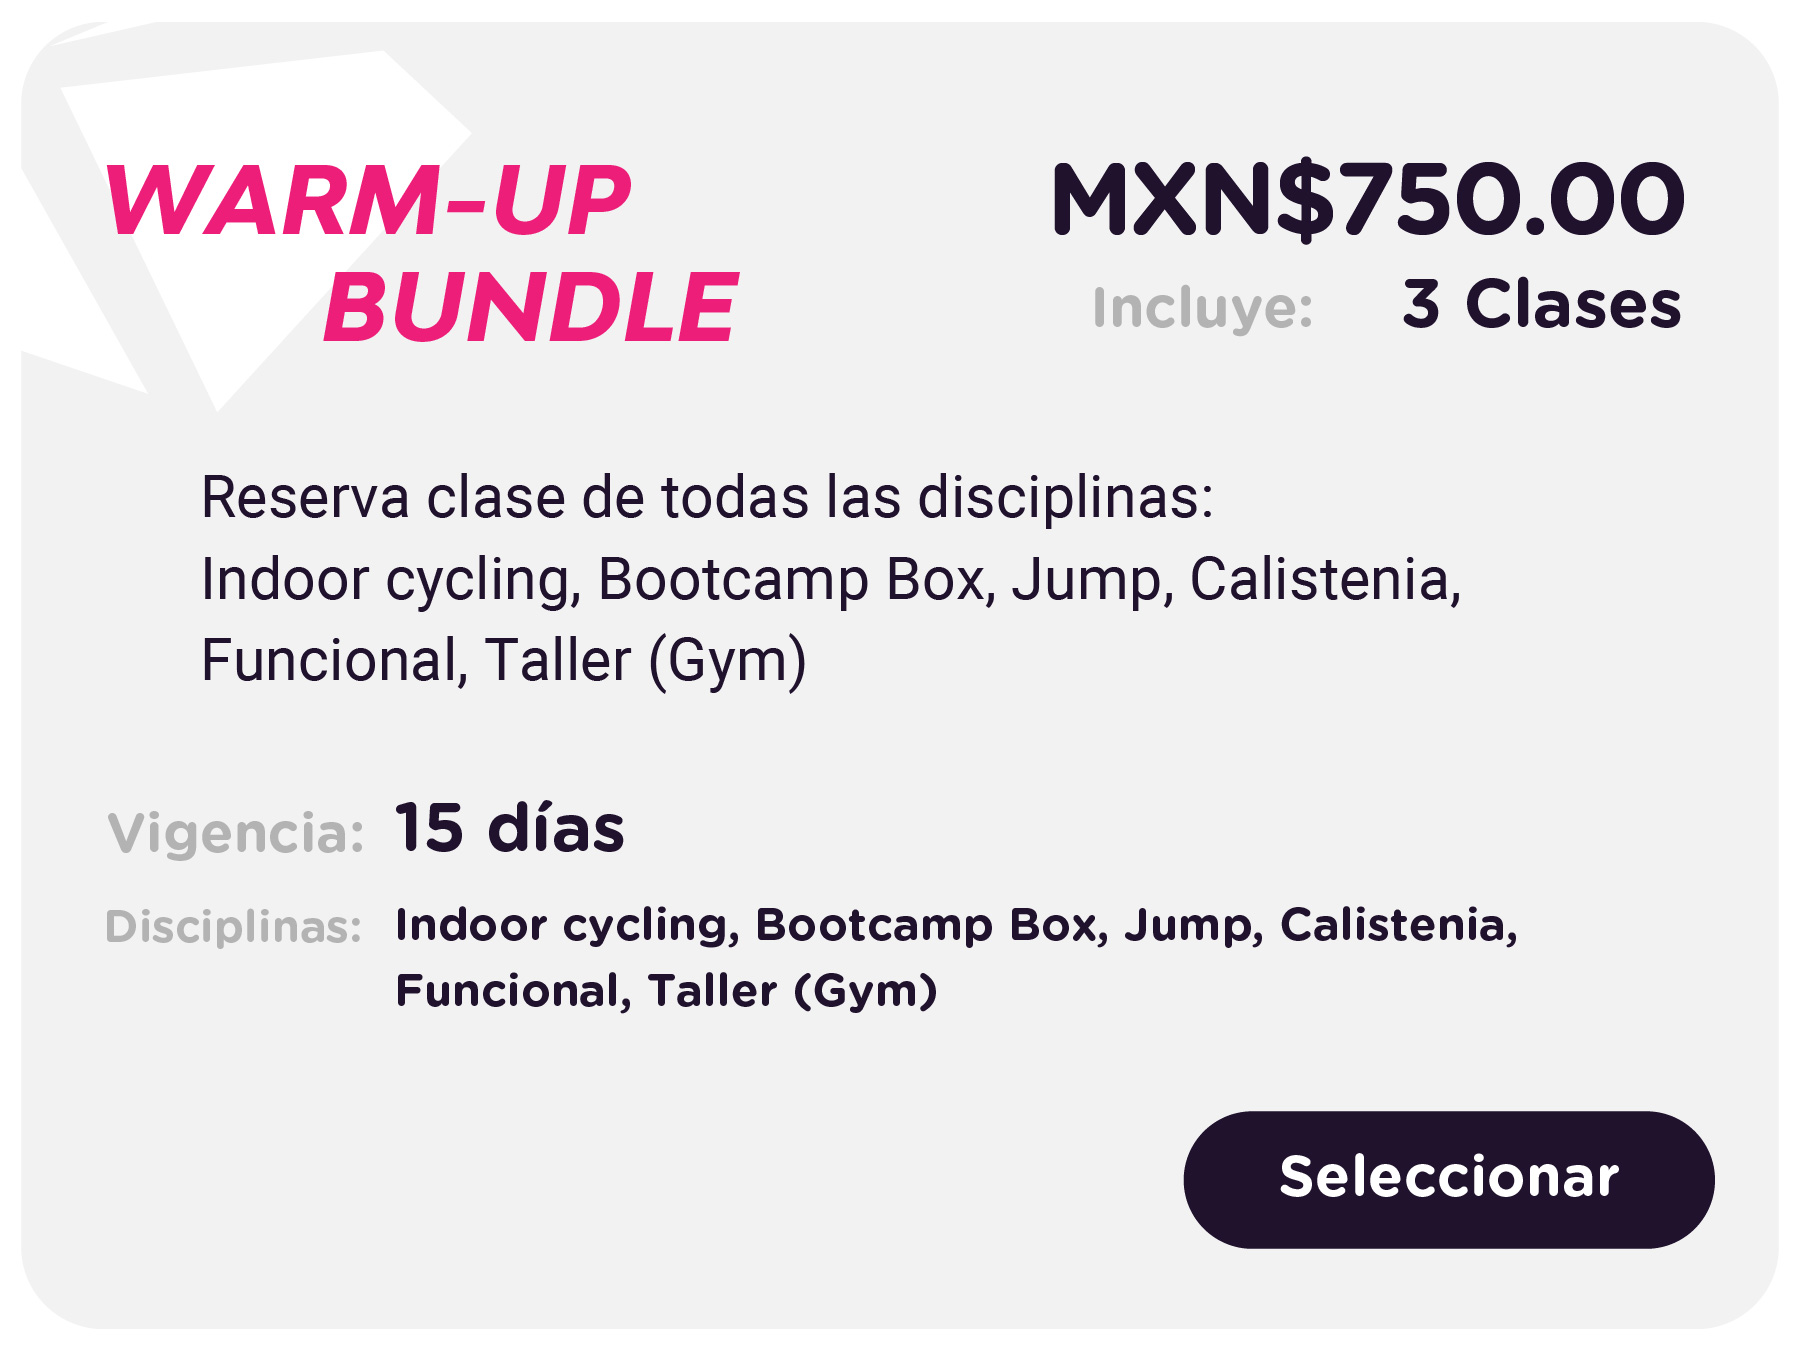 WARM-UP
BUNDLE
MXN$750.00
Incluye: 3 Clases
Reserva clase de todas las disciplinas:
Indoor cycling, Bootcamp Box, Jump, Calistenia,
Funcional, Taller (Gym)
Vigencia: 15 días
Disciplinas: Indoor cycling, Bootcamp Box, Jump, Calistenia,
Funcional, Taller (Gym)
Seleccionar